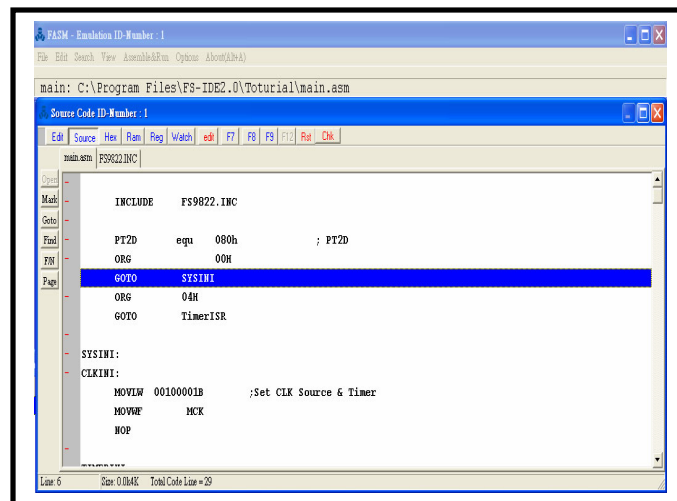 FASM - Emulation ID-Number : 1
File Edit Search View Assemble&Run Options About(Alt+A)
main: C:\Program Files\FS-IDE2.0\Toturial\main.asm
Source Code ID-Number : 1
Edit Source Hex Ram Reg Watch edit F7 F8 F9 F12 Rst Chk
main.asm FS9822.INC
Open
Mark
INCLUDE FS9822.INC
Goto
Find
PT2D equ 080h ; PT2D
F/N
ORG 00H
Page
GOTO SYSINI
ORG 04H
GOTO TimerISR
SYSINI:
CLKINI:
MOVLW 00100001B ;Set CLK Source & Timer
MOVWF MCK
NOP
Line: 6 Size: 0.0k4K Total Code Line = 29